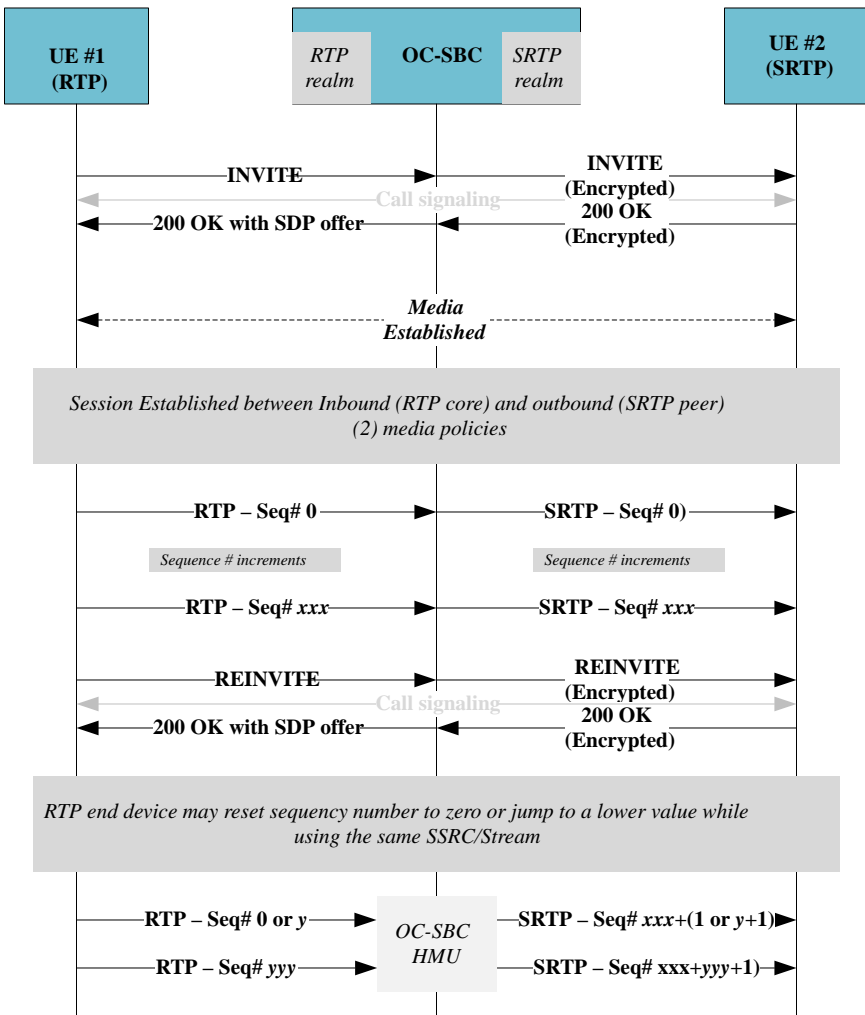 UE #1
(RTP)
RTP
realm
OC-SBC
SRTP
realm
UE #2
(SRTP)
INVITE
INVITE
(Encrypted)
Call signaling
200 OK with SDP offer
200 OK
(Encrypted)
Media
Established
Session Established between Inbound (RTP core) and outbound (SRTP peer)
(2) media policies
RTP – Seq# 0
SRTP – Seq# 0)
Sequence # increments
Sequence # increments
RTP – Seq# xxx
SRTP – Seq# xxx
REINVITE
REINVITE
(Encrypted)
Call signaling
200 OK with SDP offer
200 OK
(Encrypted)
RTP end device may reset sequency number to zero or jump to a lower value while
using the same SSRC/Stream
RTP – Seq# 0 or y
OC-SBC
HMU
SRTP – Seq# xxx+(1 or y+1)
RTP – Seq# yyy
SRTP – Seq# xxx+yyy+1)